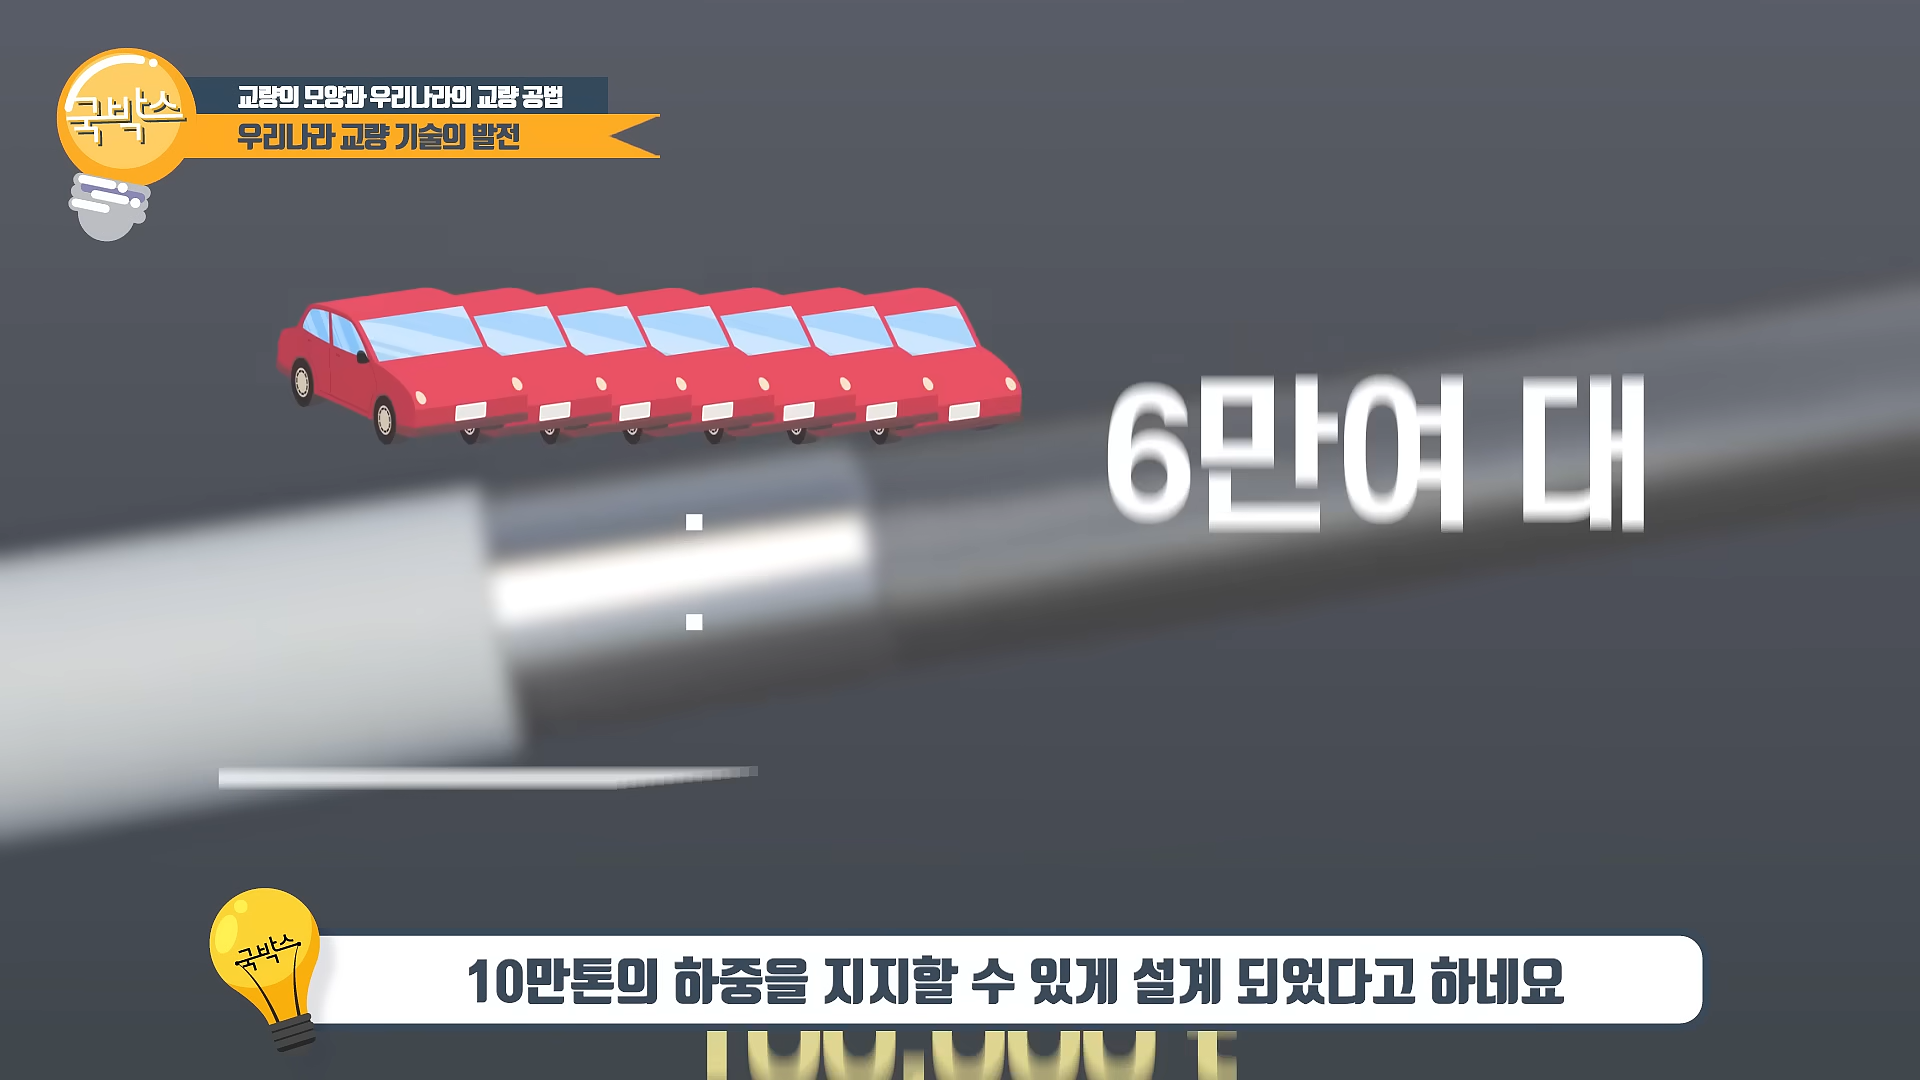 국박스
교량의 모양과 우리나라의 교량 공법
우리나라 교량 기술의 발전
6만여 대
국박스
10만톤의 하중을 지지할 수 있게 설계 되었다고 하네요
100,000 t